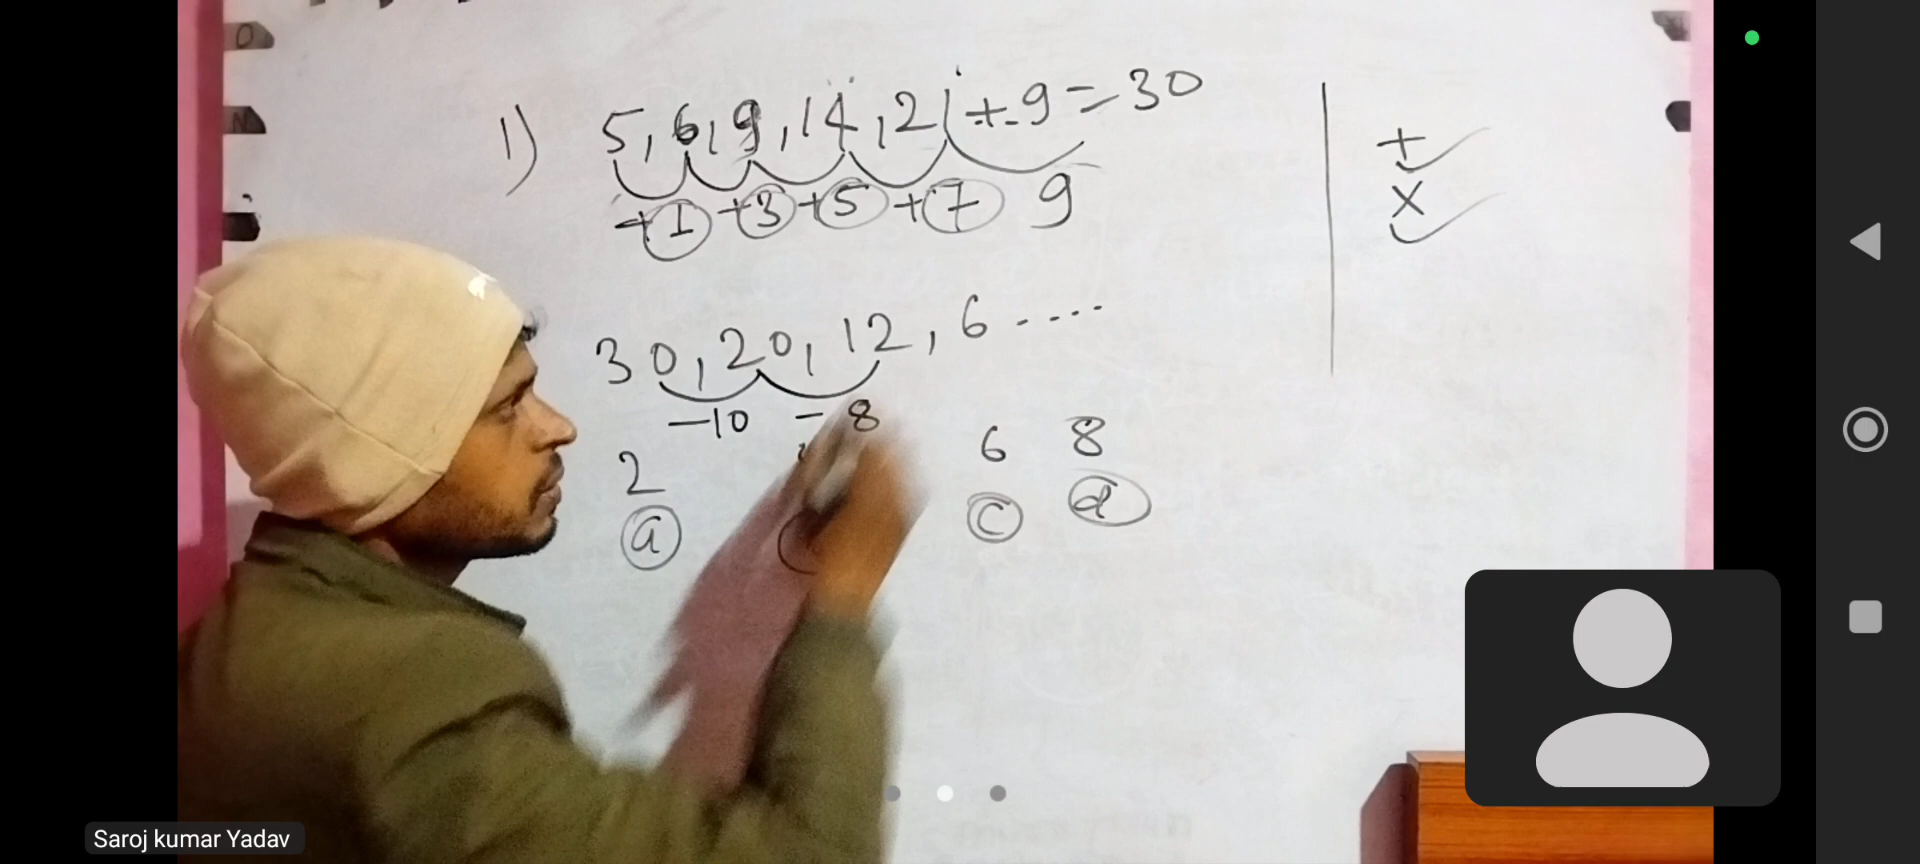 1) 5, 6, 9, 14, 21 + 9 = 30
+1 +3 +5 +7 9
+
x
30, 20, 12, 6 ....
-10 -8
2 6 8
a c d
Saroj kumar Yadav